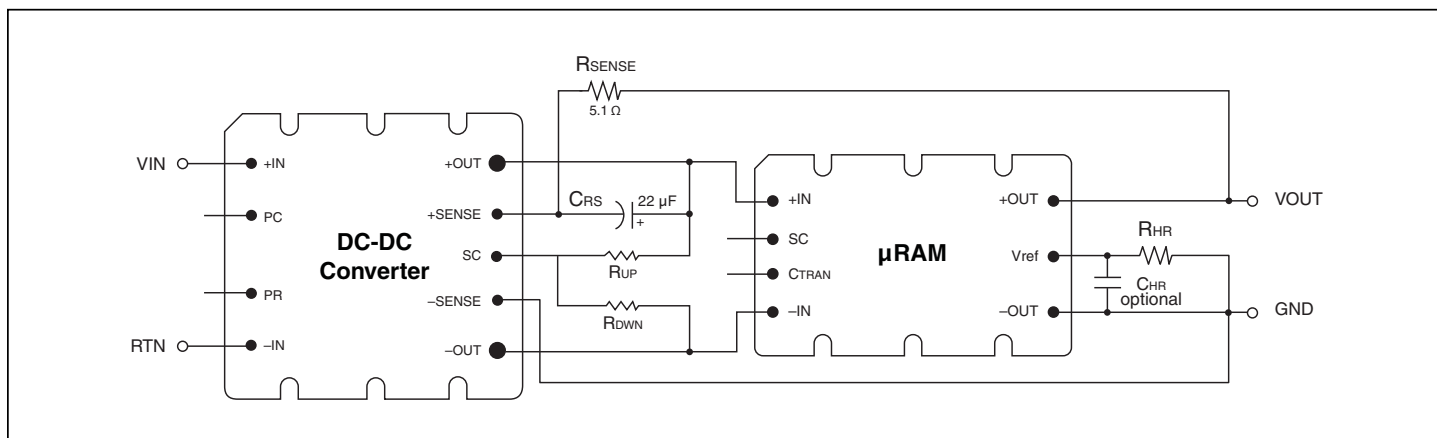 RSENSE
5.1 Ω
VIN
+IN
PC
PR
RTN
–IN
DC-DC
Converter
+OUT
+SENSE
SC
–SENSE
–OUT
CRS
22 µF
+
RUP
RDWN
+IN
SC
CTRAN
–IN
µRAM
+OUT
Vref
–OUT
RHR
CHR
optional
VOUT
GND